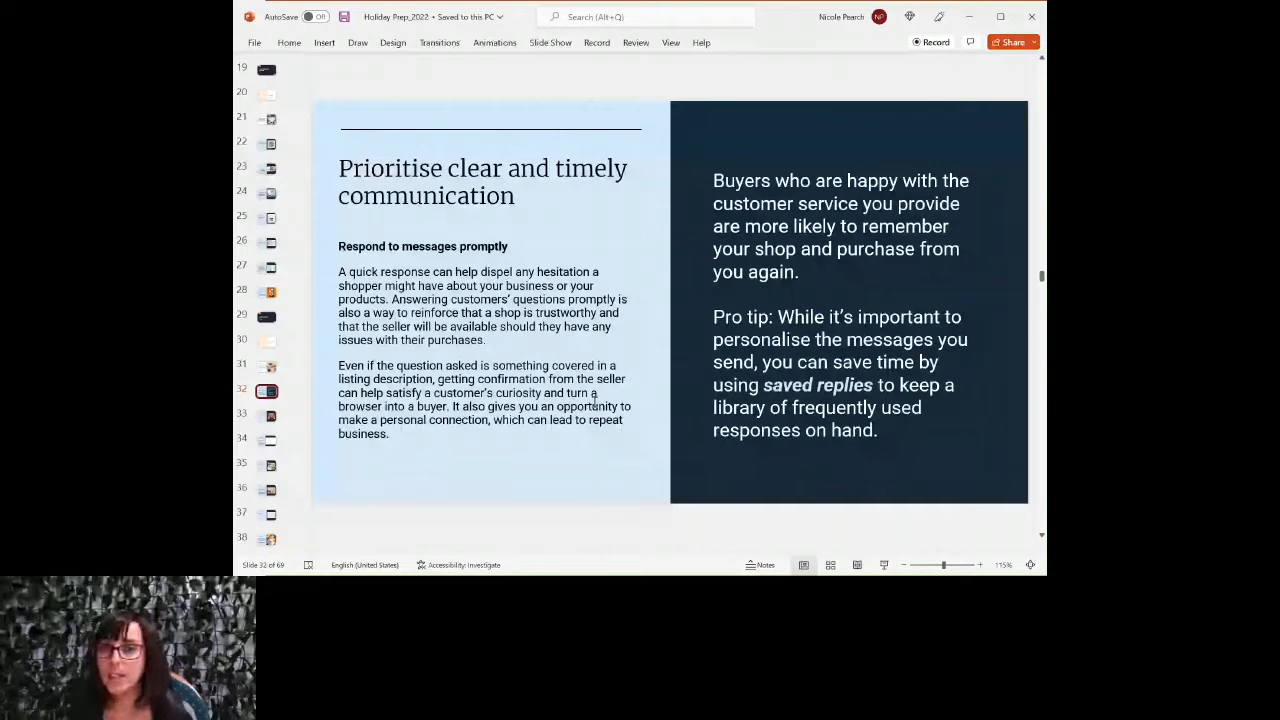 AutoSave Off Holiday_Prep_2022 • Saved to this PC Search (Alt+Q) Nicole Pearch NP
File Home Insert Draw Design Transitions Animations Slide Show Record Review View Help Record Share
19
20
21
22
23
24
25
26
27
28
29
30
31
32
33
34
35
36
37
38
Prioritise clear and timely
communication
Respond to messages promptly
A quick response can help dispel any hesitation a
shopper might have about your business or your
products. Answering customers’ questions promptly is
also a way to reinforce that a shop is trustworthy and
that the seller will be available should they have any
issues with their purchases.
Even if the question asked is something covered in a
listing description, getting confirmation from the seller
can help satisfy a customer’s curiosity and turn a
browser into a buyer. It also gives you an opportunity to
make a personal connection, which can lead to repeat
business.
Buyers who are happy with the
customer service you provide
are more likely to remember
your shop and purchase from
you again.
Pro tip: While it’s important to
personalise the messages you
send, you can save time by
using saved replies to keep a
library of frequently used
responses on hand.
Slide 32 of 69 English (United States) Accessibility: Investigate Notes 115%